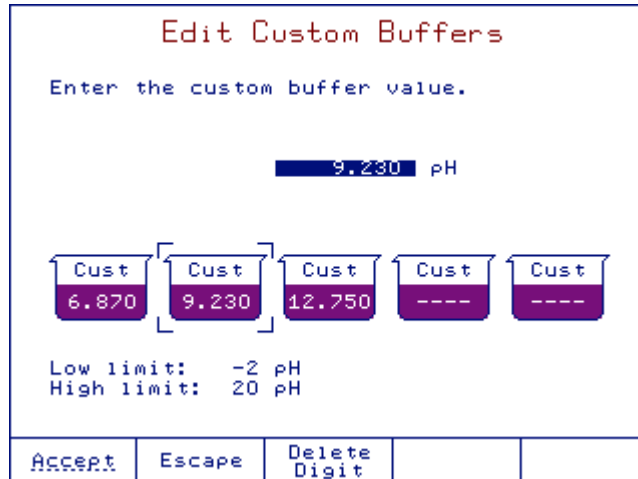 Edit Custom Buffers
Enter the custom buffer value.
9.230 pH
Cust Cust Cust Cust Cust
6.870 9.230 12.750 ---- ----
Low limit: -2 pH
High limit: 20 pH
Accept Escape Delete Digit